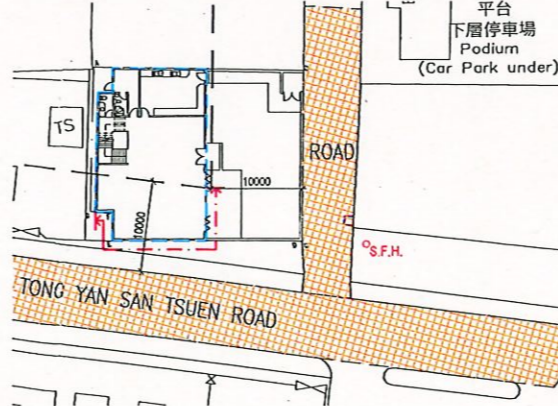 平台
下層停車場
Podium
(Car Park under)
TS
ROAD
10000
10000
S.F.H.
TONG YAN SAN TSUEN ROAD